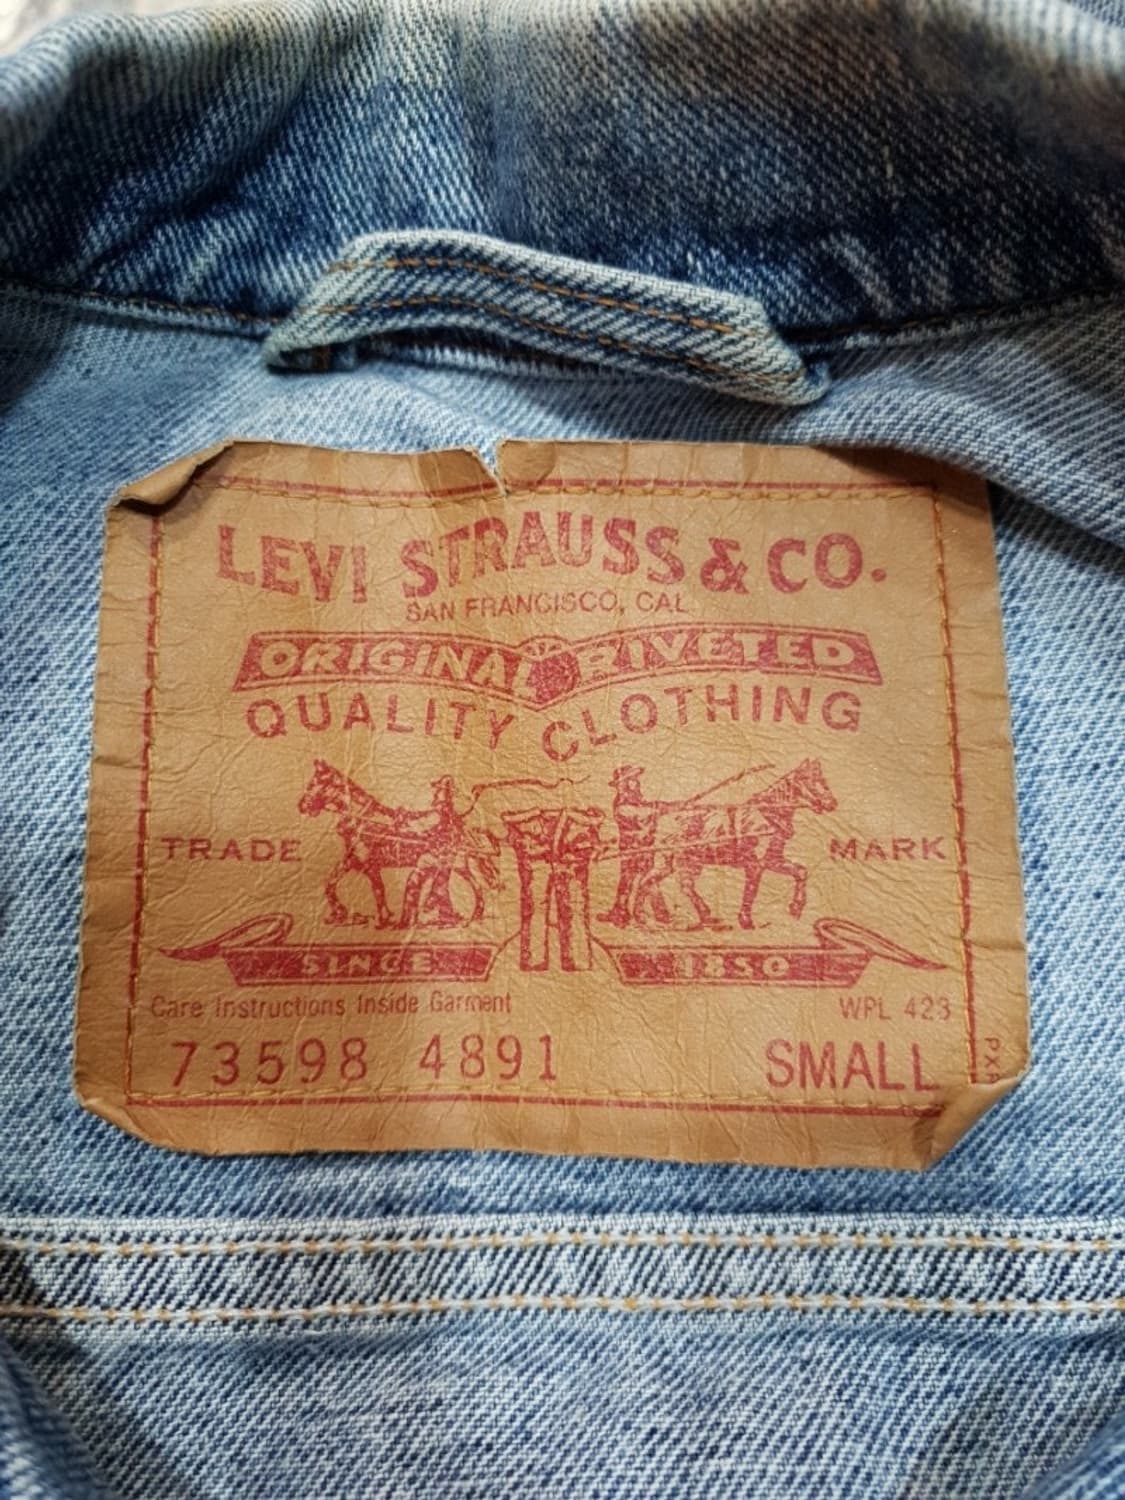 LEVI STRAUSS & CO.
SAN FRANCISCO, CAL
ORIGINAL RIVETED
QUALITY CLOTHING
TRADE MARK
SINCE 1850
Care Instructions Inside Garment WPL 423
73598 4891 SMALL